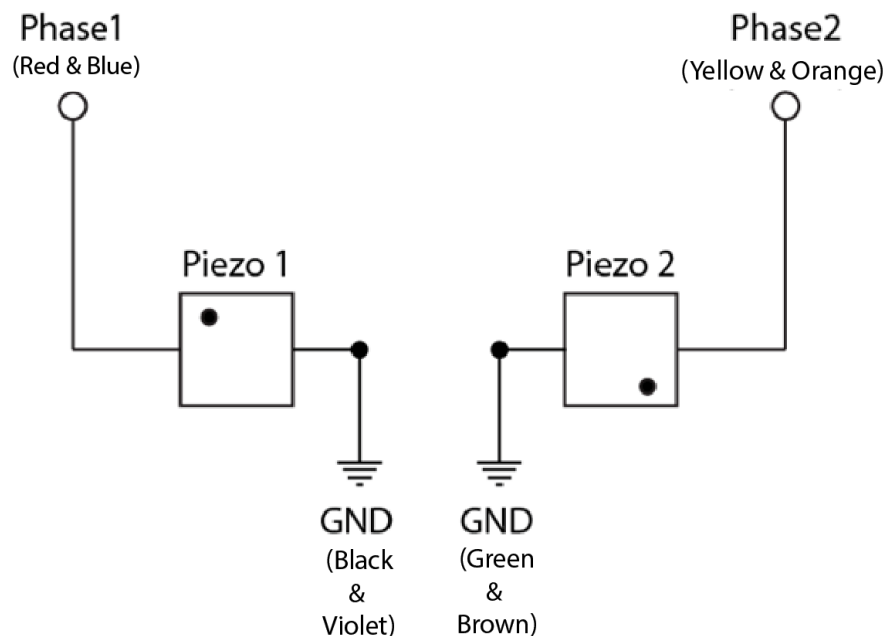 Phase1
(Red & Blue)
Phase2
(Yellow & Orange)
Piezo 1
Piezo 2
GND
(Black
&
Violet)
GND
(Green
&
Brown)